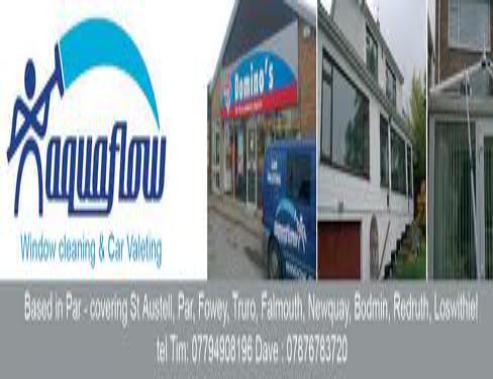 aquaflow
Window cleaning & Car Valeting
Domino's
aquaflow
Based in Par - covering St Austell, Par, Fowey, Truro, Falmouth, Newquay, Bodmin, Redruth, Loswithiel
tel Tim: 07794908196 Dave : 07876783720